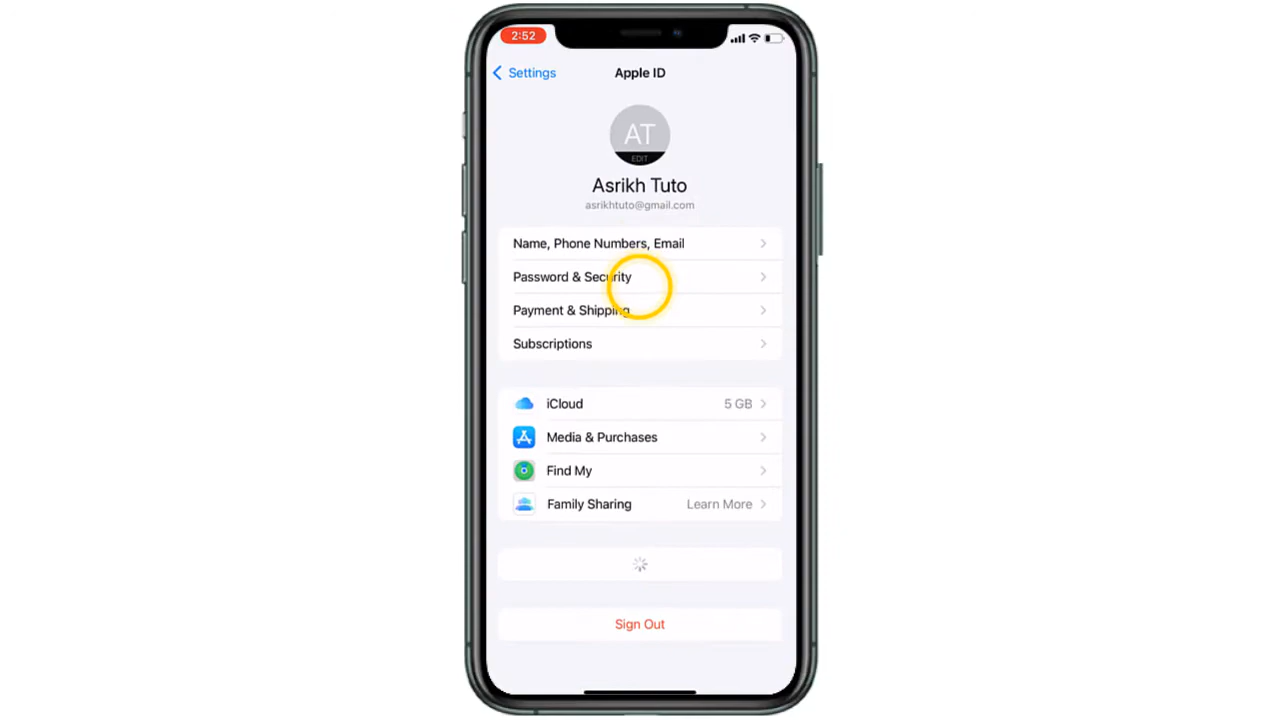 2:52
Settings
Apple ID
AT
EDIT
Asrikh Tuto
asrikhtuto@gmail.com
Name, Phone Numbers, Email
Password & Security
Payment & Shipping
Subscriptions
iCloud 5 GB
Media & Purchases
Find My
Family Sharing Learn More
Sign Out